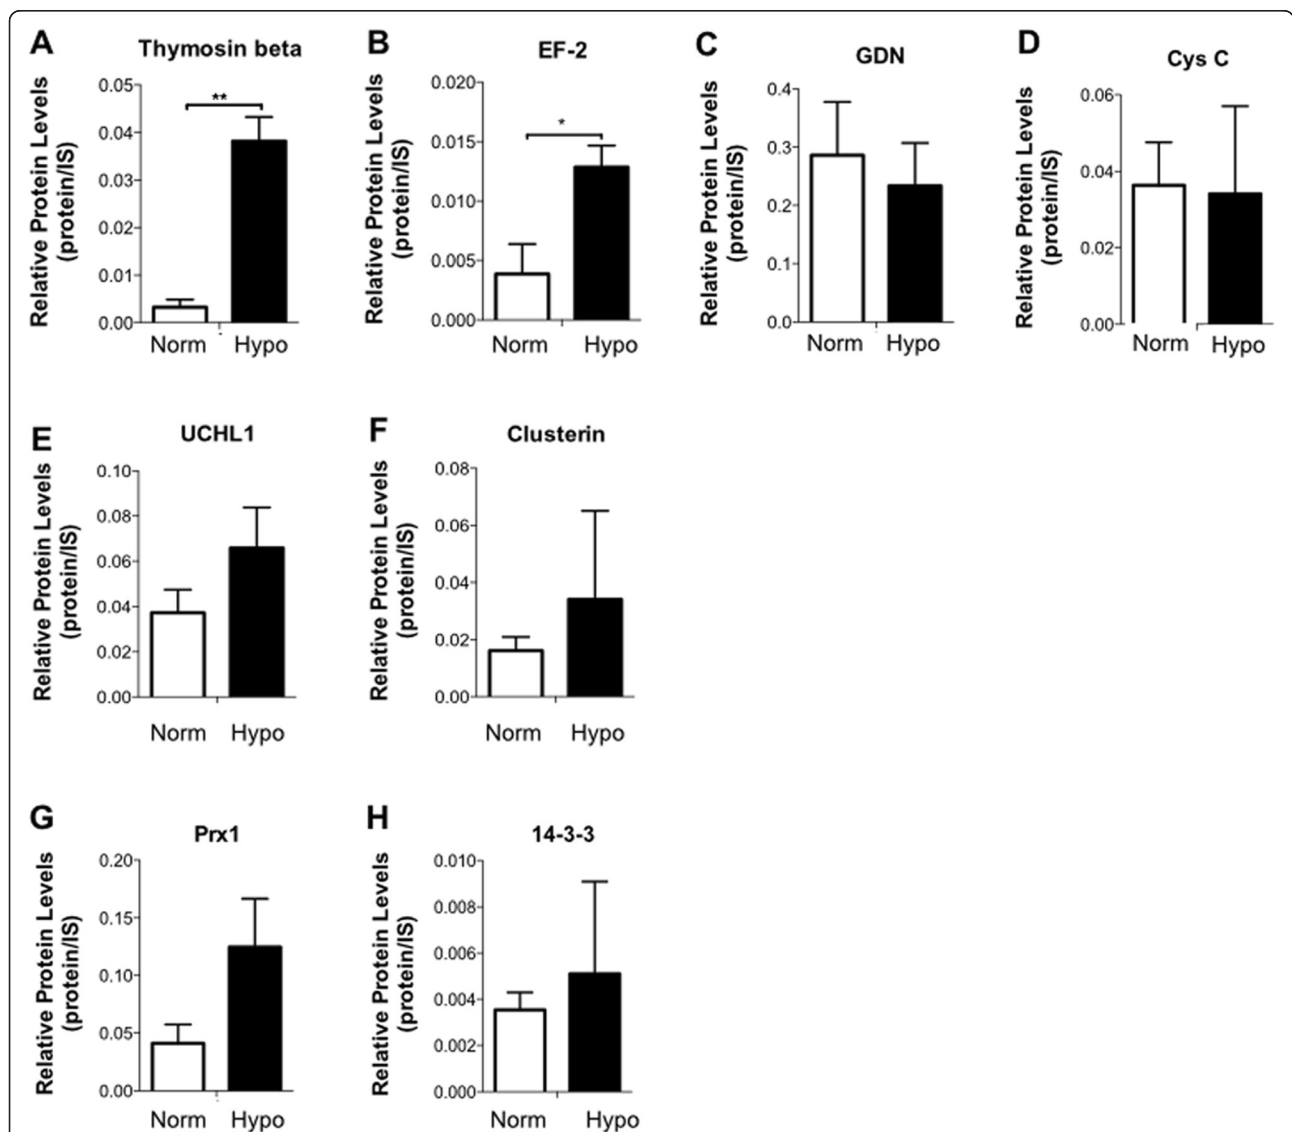 A
Thymosin beta
Relative Protein Levels
(protein/IS)
0.05
0.04
0.03
0.02
0.01
0.00
**
Norm Hypo
B
EF-2
Relative Protein Levels
(protein/IS)
0.020
0.015
0.010
0.005
0.000
*
Norm Hypo
C
GDN
Relative Protein Levels
(protein/IS)
0.4
0.3
0.2
0.1
0.0
Norm Hypo
D
Cys C
Relative Protein Levels
(protein/IS)
0.06
0.04
0.02
0.00
Norm Hypo
E
UCHL1
Relative Protein Levels
(protein/IS)
0.10
0.08
0.06
0.04
0.02
0.00
Norm Hypo
F
Clusterin
Relative Protein Levels
(protein/IS)
0.08
0.06
0.04
0.02
0.00
Norm Hypo
G
Prx1
Relative Protein Levels
(protein/IS)
0.20
0.15
0.10
0.05
0.00
Norm Hypo
H
14-3-3
Relative Protein Levels
(protein/IS)
0.010
0.008
0.006
0.004
0.002
0.000
Norm Hypo